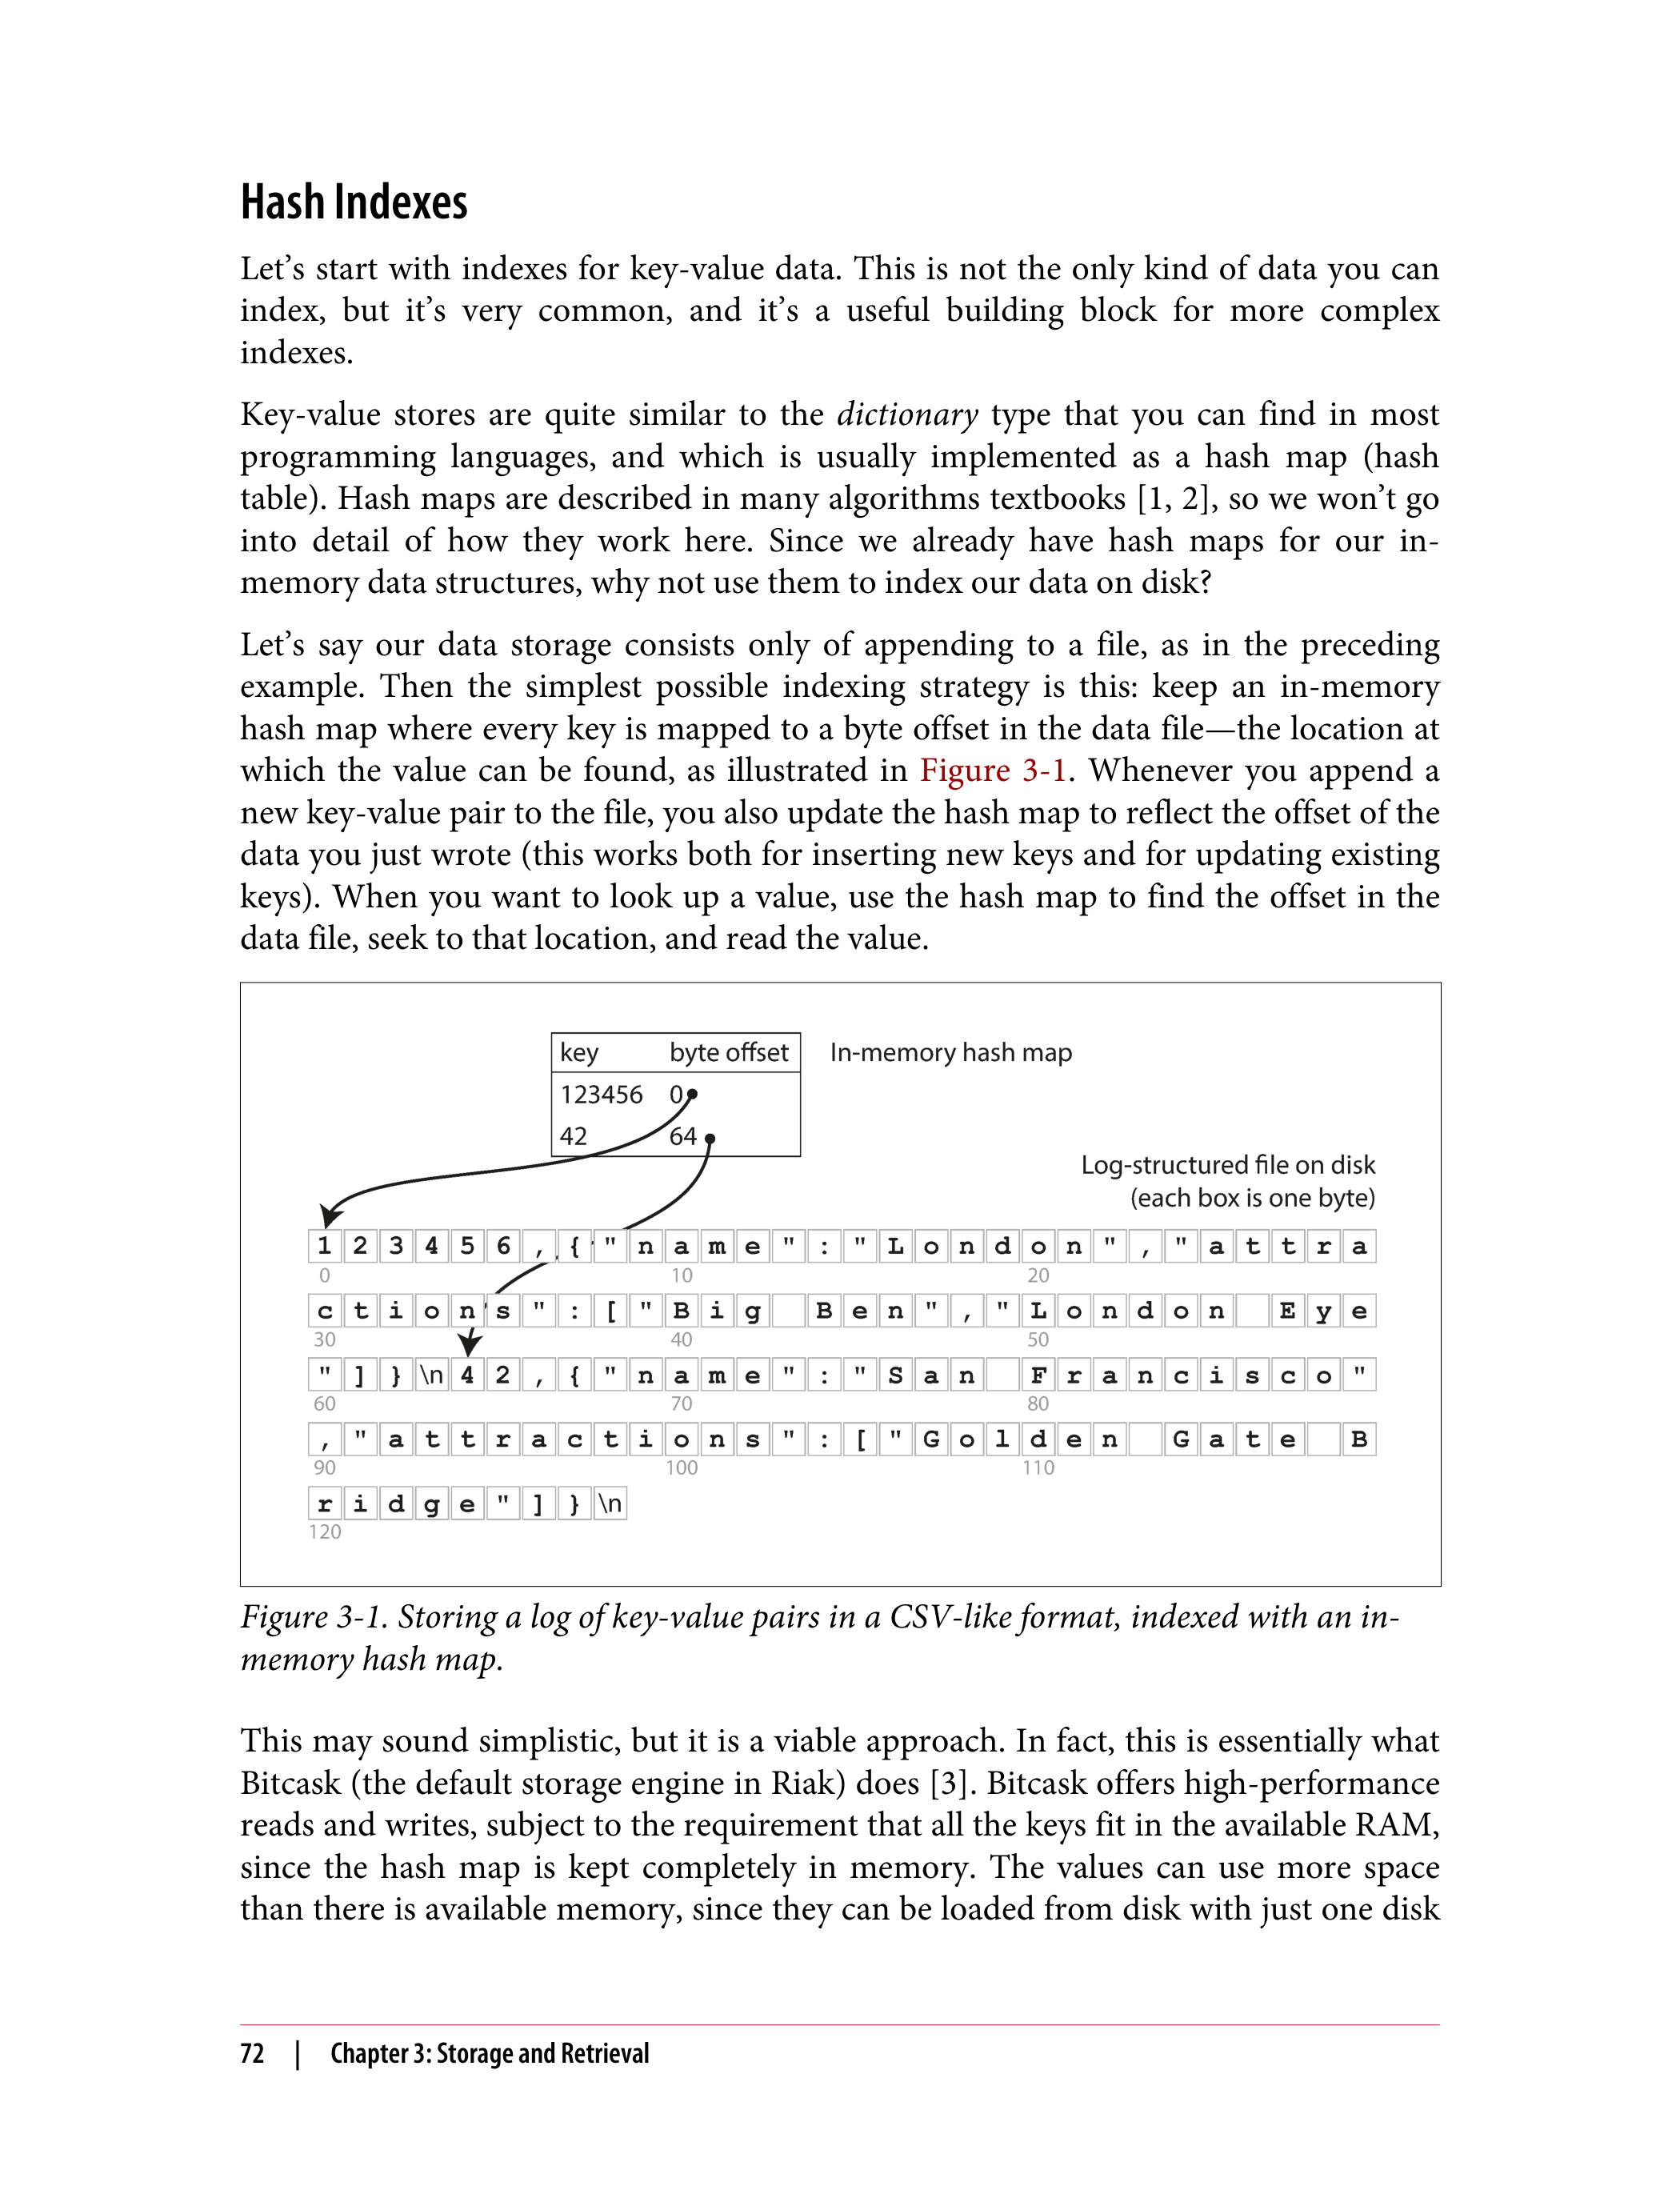 Hash Indexes
Let’s start with indexes for key-value data. This is not the only kind of data you can
index, but it’s very common, and it’s a useful building block for more complex
indexes.
Key-value stores are quite similar to the dictionary type that you can find in most
programming languages, and which is usually implemented as a hash map (hash
table). Hash maps are described in many algorithms textbooks [1, 2], so we won’t go
into detail of how they work here. Since we already have hash maps for our in-
memory data structures, why not use them to index our data on disk?
Let’s say our data storage consists only of appending to a file, as in the preceding
example. Then the simplest possible indexing strategy is this: keep an in-memory
hash map where every key is mapped to a byte offset in the data file—the location at
which the value can be found, as illustrated in Figure 3-1. Whenever you append a
new key-value pair to the file, you also update the hash map to reflect the offset of the
data you just wrote (this works both for inserting new keys and for updating existing
keys). When you want to look up a value, use the hash map to find the offset in the
data file, seek to that location, and read the value.
key byte offset In-memory hash map
123456 0
42 64
Log-structured file on disk
(each box is one byte)
1 2 3 4 5 6 , { " n a m e " : " L o n d o n " , " a t t r a
0 10 20
c t i o n s " : [ " B i g   B e n " , " L o n d o n   E y e
30 40 50
" ] } \n 4 2 , { " n a m e " : " S a n   F r a n c i s c o "
60 70 80
, " a t t r a c t i o n s " : [ " G o l d e n   G a t e   B
90 100 110
r i d g e " ] } \n
120
Figure 3-1. Storing a log of key-value pairs in a CSV-like format, indexed with an in-
memory hash map.
This may sound simplistic, but it is a viable approach. In fact, this is essentially what
Bitcask (the default storage engine in Riak) does [3]. Bitcask offers high-performance
reads and writes, subject to the requirement that all the keys fit in the available RAM,
since the hash map is kept completely in memory. The values can use more space
than there is available memory, since they can be loaded from disk with just one disk
72 | Chapter 3: Storage and Retrieval